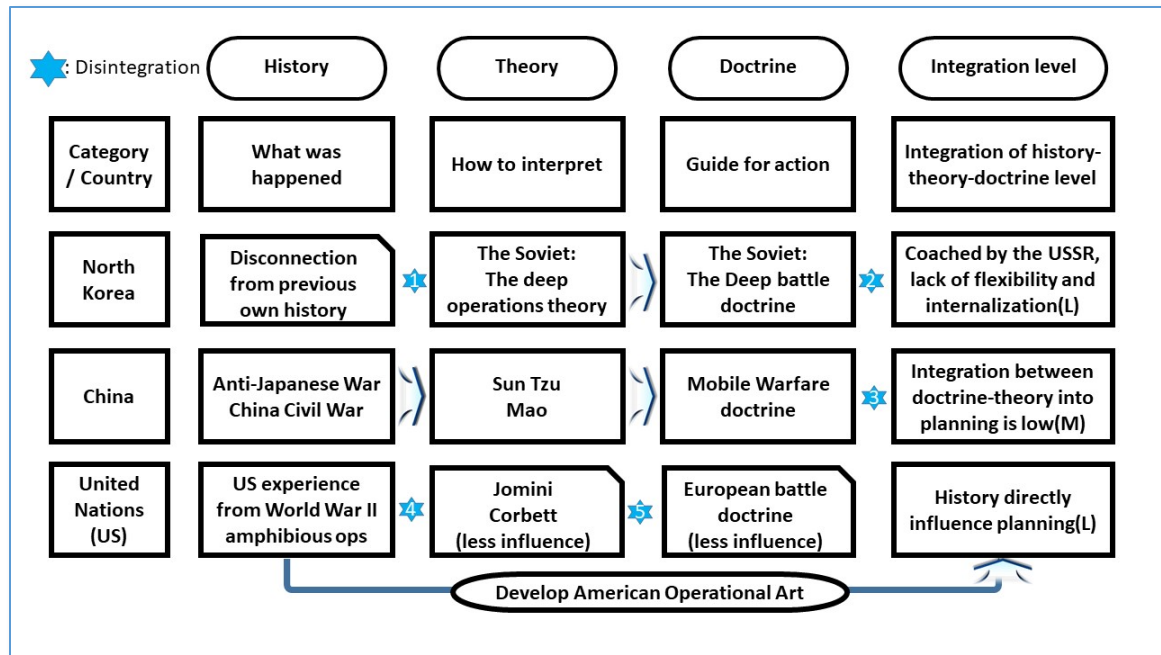 : Disintegration
History
Theory
Doctrine
Integration level
Category
/ Country
What was
happened
How to interpret
Guide for action
Integration of history-
theory-doctrine level
North
Korea
Disconnection
from previous
own history
1
The Soviet:
The deep
operations theory
The Soviet:
The Deep battle
doctrine
2
Coached by the USSR,
lack of flexibility and
internalization(L)
China
Anti-Japanese War
China Civil War
Sun Tzu
Mao
Mobile Warfare
doctrine
3
Integration between
doctrine-theory into
planning is low(M)
United
Nations
(US)
US experience
from World War II
amphibious ops
4
Jomini
Corbett
(less influence)
5
European battle
doctrine
(less influence)
History directly
influence planning(L)
Develop American Operational Art